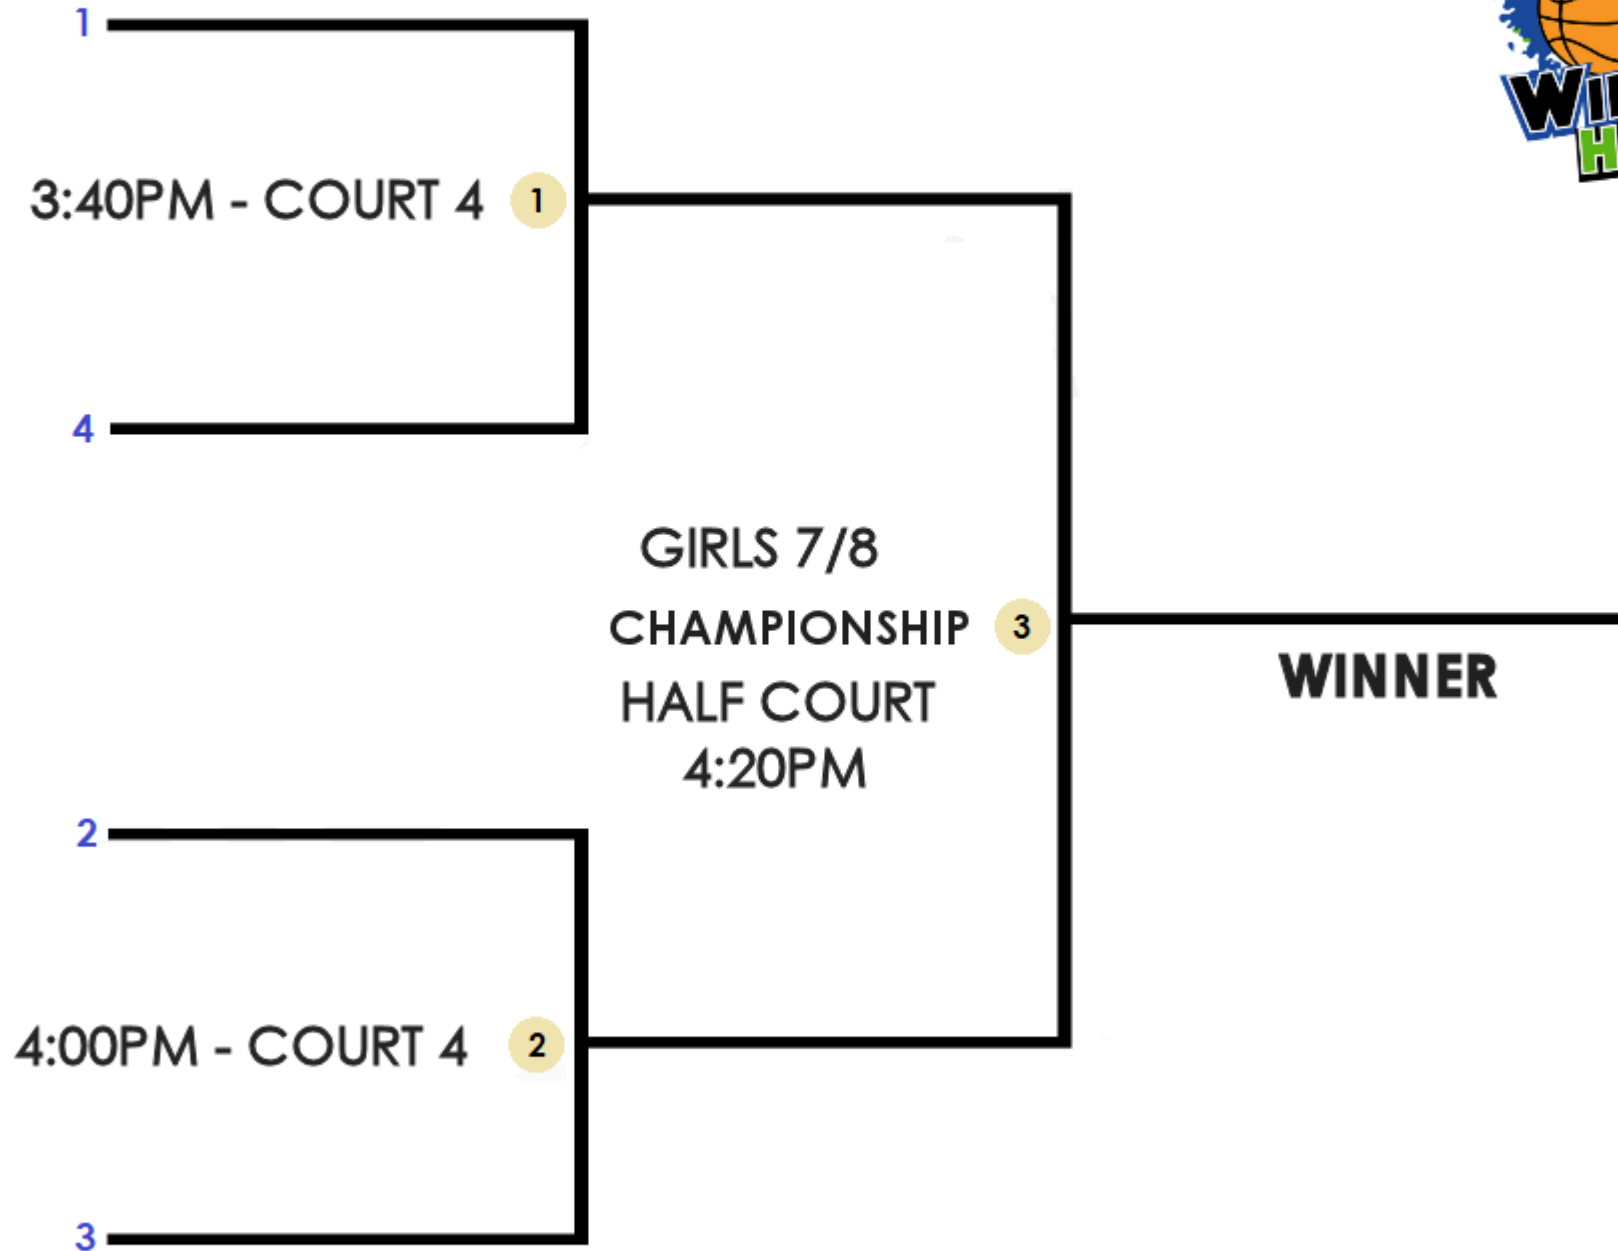 1
3:40PM - COURT 4 1
4
GIRLS 7/8
CHAMPIONSHIP 3
HALF COURT
4:20PM
WINNER
2
4:00PM - COURT 4 2
3